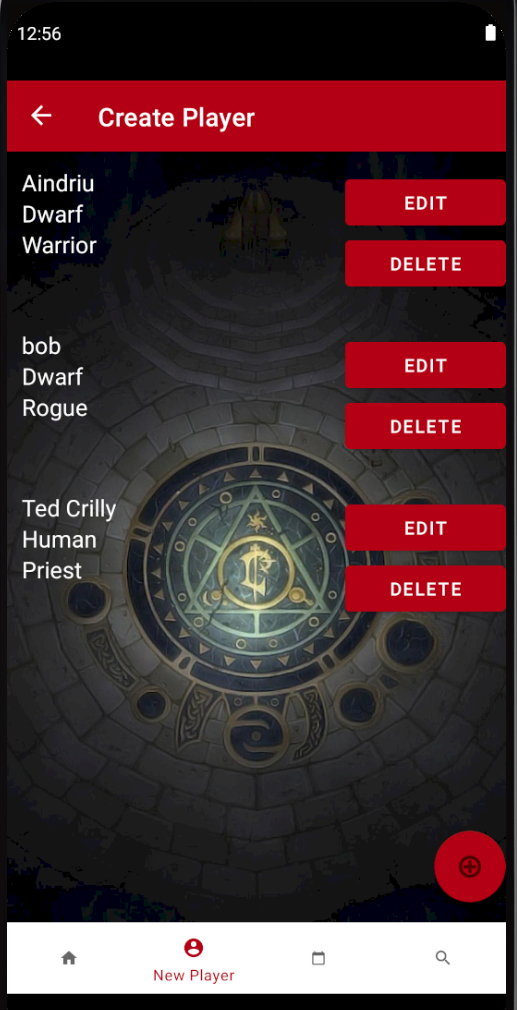 12:56
Create Player
Aindriu
Dwarf
Warrior
EDIT
DELETE
bob
Dwarf
Rogue
EDIT
DELETE
Ted Crilly
Human
Priest
EDIT
DELETE
New Player